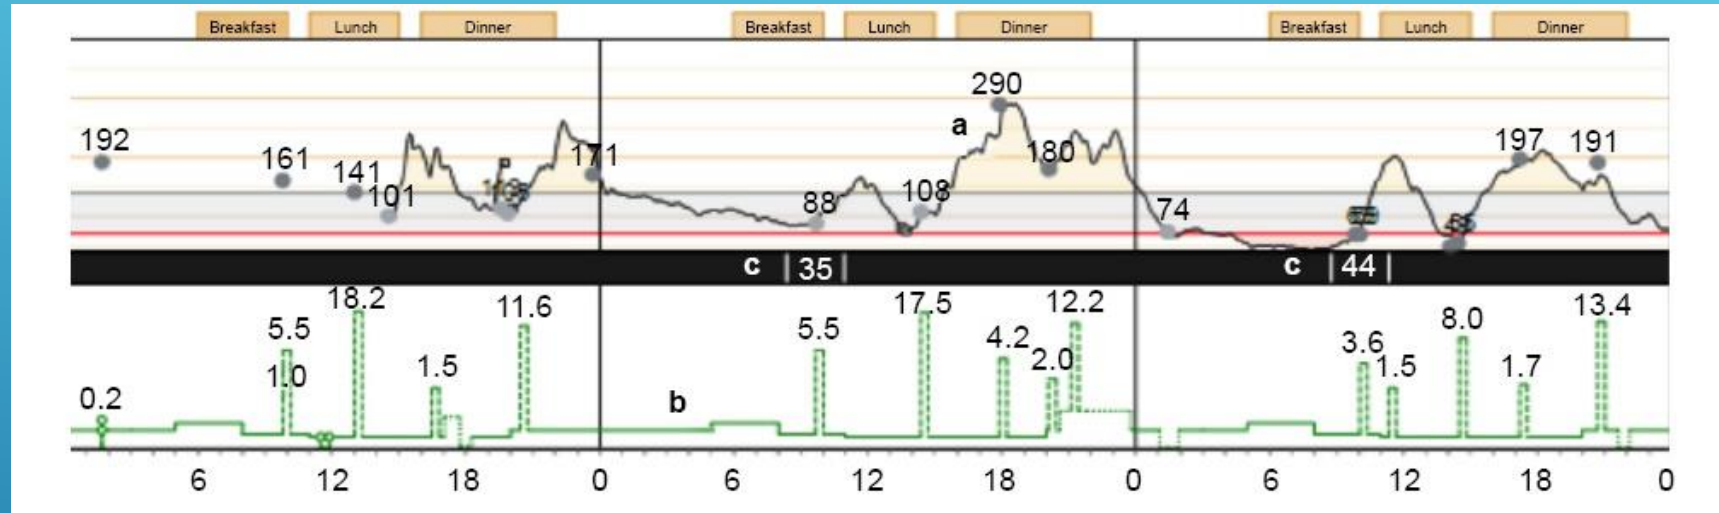 Breakfast Lunch Dinner Breakfast Lunch Dinner Breakfast Lunch Dinner
290
a
192 161 141 101 171 180 88 108 74 197 191
c 35 c 44
18.2 11.6 17.5 12.2 13.4
5.5 5.5 8.0
1.0 1.5 4.2 2.0 3.6 1.5 1.7
0.2 b
6 12 18 0 6 12 18 0 6 12 18 0